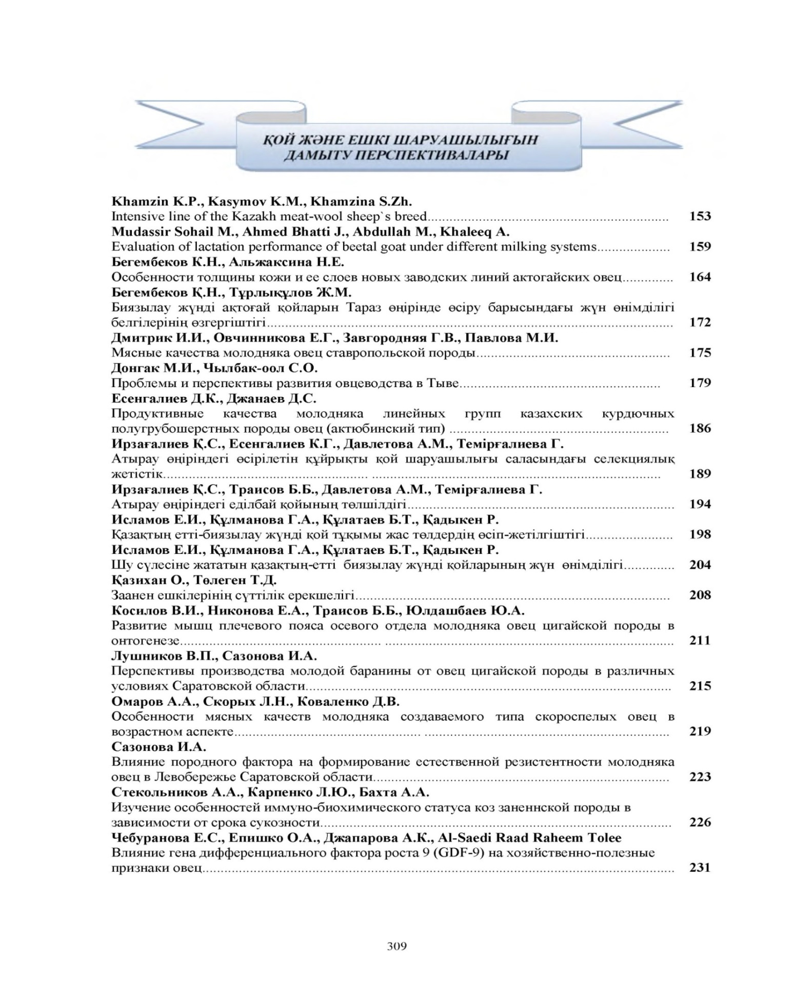 ҚОЙ ЖӘНЕ ЕШКІ ШАРУАШЫЛЫҒЫН
ДАМЫТУ ПЕРСПЕКТИВАЛАРЫ
Khamzin K.P., Kasymov K.M., Khamzina S.Zh.
Intensive line of the Kazakh meat-wool sheep`s breed.................................................................. 153
Mudassir Sohail M., Ahmed Bhatti J., Abdullah M., Khaleeq A.
Evaluation of lactation performance of beetal goat under different milking systems.................... 159
Бегембеков К.Н., Альжаксина Н.Е.
Особенности толщины кожи и ее слоев новых заводских линий актогайских овец.............. 164
Бегембеков Қ.Н., Тұрлықұлов Ж.М.
Биязылау жүнді ақтоғай қойларын Тараз өңірінде өсіру барысындағы жүн өнімділігі
белгілерінің өзгергіштігі............................................................................................................... 172
Дмитрик И.И., Овчинникова Е.Г., Завгородняя Г.В., Павлова М.И.
Мясные качества молодняка овец ставропольской породы..................................................... 175
Донгак М.И., Чылбак-оол С.О.
Проблемы и перспективы развития овцеводства в Тыве....................................................... 179
Есенгалиев Д.К., Джанаев Д.С.
Продуктивные качества молодняка линейных групп казахских курдючных
полугрубошерстных породы овец (актюбинский тип) ............................................................ 186
Ирзағалиев Қ.С., Есенгалиев К.Г., Давлетова А.М., Темірғалиева Г.
Атырау өңіріндегі өсірілетін құйрықты қой шаруашылығы саласындағы селекциялық
жетістік........................................................ ............................................................................... 189
Ирзағалиев Қ.С., Траисов Б.Б., Давлетова А.М., Темірғалиева Г.
Атырау өңіріндегі еділбай қойының төлшілдігі......................................................................... 194
Исламов Е.И., Құлманова Г.А., Құлатаев Б.Т., Қадыкен Р.
Қазақтың етті-биязылау жүнді қой тұқымы жас төлдердің өсіп-жетілгіштігі........................ 198
Исламов Е.И., Құлманова Г.А., Құлатаев Б.Т., Қадыкен Р.
Шу сүлесіне жататын қазақтың-етті биязылау жүнді қойларының жүн өнімділігі.............. 204
Қазихан О., Төлеген Т.Д.
Заанен ешкілерінің сүттілік ерекшелігі...................................................................................... 208
Косилов В.И., Никонова Е.А., Траисов Б.Б., Юлдашбаев Ю.А.
Развитие мышц плечевого пояса осевого отдела молодняка овец цигайской породы в
онтогенезе....................................................... ............................................................................... 211
Лушников В.П., Сазонова И.А.
Перспективы производства молодой баранины от овец цигайской породы в различных
условиях Саратовской области.................................................................................................... 215
Омаров А.А., Скорых Л.Н., Коваленко Д.В.
Особенности мясных качеств молодняка создаваемого типа скороспелых овец в
возрастном аспекте................................................... ................................................................... 219
Сазонова И.А.
Влияние породного фактора на формирование естественной резистентности молодняка
овец в Левобережье Саратовской области................................................................................. 223
Стекольников А.А., Карпенко Л.Ю., Бахта А.А.
Изучение особенностей иммуно-биохимического статуса коз заненнской породы в
зависимости от срока сукозности................................................................................................ 226
Чебуранова Е.С., Епишко О.А., Джапарова А.К., Al-Saedi Raad Raheem Tolee
Влияние гена дифференциального фактора роста 9 (GDF-9) на хозяйственно-полезные
признаки овец................................................................................................................................. 231
309